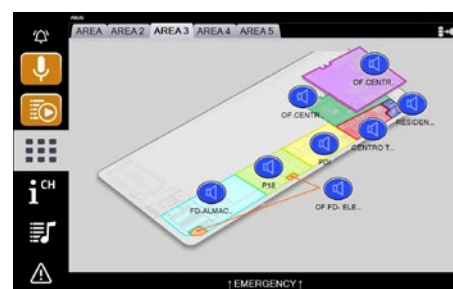 AREA
AREA 2
AREA 3
AREA 4
AREA 5
OF.CENTR..
OF.CENTR..
RESIDEN...
CENTRO T...
PDI
P18
FD-ALMAC..
OF.FD- ELE...
i CH
↑ EMERGENCY ↑